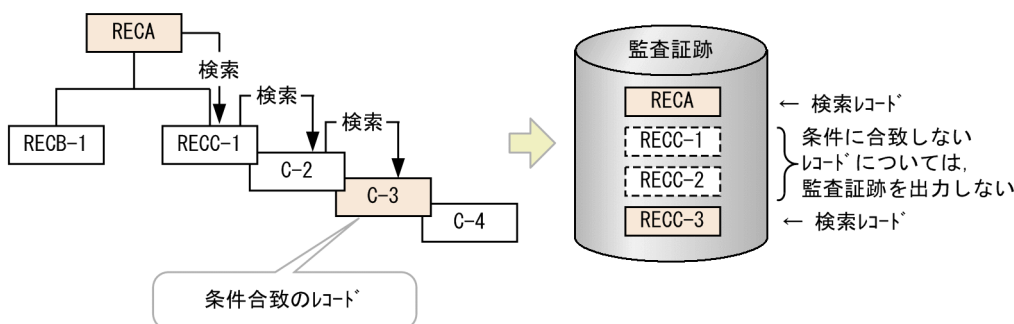 RECA
検索
検索
検索
RECB-1
RECC-1
C-2
C-3
C-4
条件合致のﾚｺｰﾄﾞ
監査証跡
RECA
← 検索ﾚｺｰﾄﾞ
RECC-1
RECC-2
条件に合致しない
ﾚｺｰﾄﾞについては,
監査証跡を出力しない
RECC-3
← 検索ﾚｺｰﾄﾞ